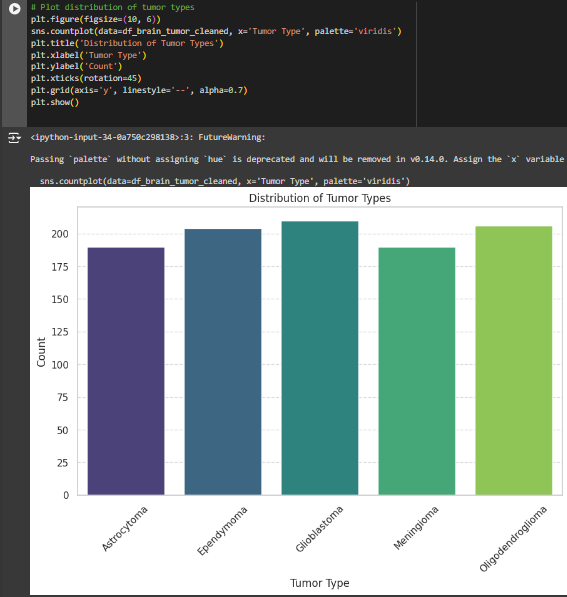 # Plot distribution of tumor types
plt.figure(figsize=(10, 6))
sns.countplot(data=df_brain_tumor_cleaned, x='Tumor Type', palette='viridis')
plt.title('Distribution of Tumor Types')
plt.xlabel('Tumor Type')
plt.ylabel('Count')
plt.xticks(rotation=45)
plt.grid(axis='y', linestyle='--', alpha=0.7)
plt.show()
<ipython-input-34-0a750c298138>:3: FutureWarning:
Passing `palette` without assigning `hue` is deprecated and will be removed in v0.14.0. Assign the `x` variable
sns.countplot(data=df_brain_tumor_cleaned, x='Tumor Type', palette='viridis')
Distribution of Tumor Types
200
175
150
125
100
75
50
25
0
Count
Astrocytoma
Ependymoma
Glioblastoma
Meningioma
Oligodendroglioma
Tumor Type